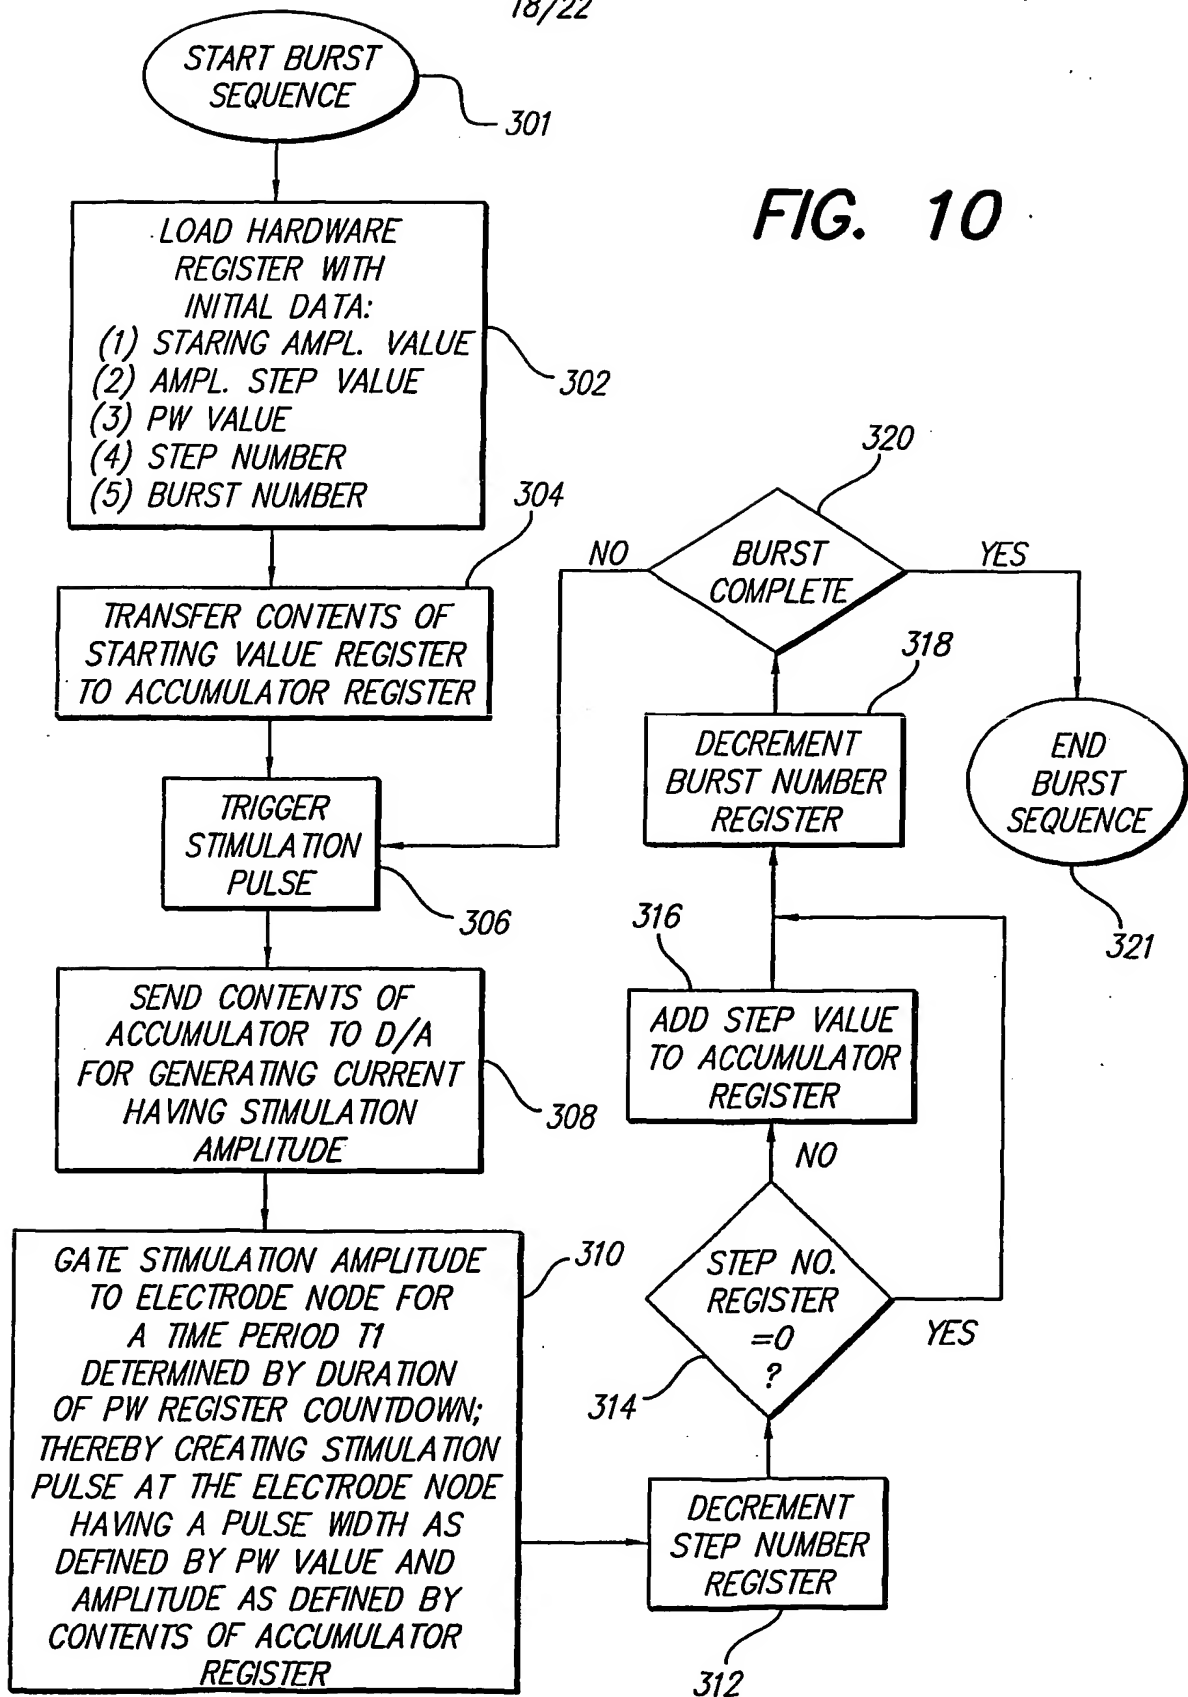 18/22
START BURST
SEQUENCE
301
FIG. 10
LOAD HARDWARE
REGISTER WITH
INITIAL DATA:
(1) STARING AMPL. VALUE
(2) AMPL. STEP VALUE
(3) PW VALUE
(4) STEP NUMBER
(5) BURST NUMBER
302
304
TRANSFER CONTENTS OF
STARTING VALUE REGISTER
TO ACCUMULATOR REGISTER
TRIGGER
STIMULATION
PULSE
306
SEND CONTENTS OF
ACCUMULATOR TO D/A
FOR GENERATING CURRENT
HAVING STIMULATION
AMPLITUDE
308
GATE STIMULATION AMPLITUDE
TO ELECTRODE NODE FOR
A TIME PERIOD T1
DETERMINED BY DURATION
OF PW REGISTER COUNTDOWN;
THEREBY CREATING STIMULATION
PULSE AT THE ELECTRODE NODE
HAVING A PULSE WIDTH AS
DEFINED BY PW VALUE AND
AMPLITUDE AS DEFINED BY
CONTENTS OF ACCUMULATOR
REGISTER
310
DECREMENT
STEP NUMBER
REGISTER
312
STEP NO.
REGISTER
=0
?
314
YES
NO
316
ADD STEP VALUE
TO ACCUMULATOR
REGISTER
318
DECREMENT
BURST NUMBER
REGISTER
320
BURST
COMPLETE
NO
YES
END
BURST
SEQUENCE
321